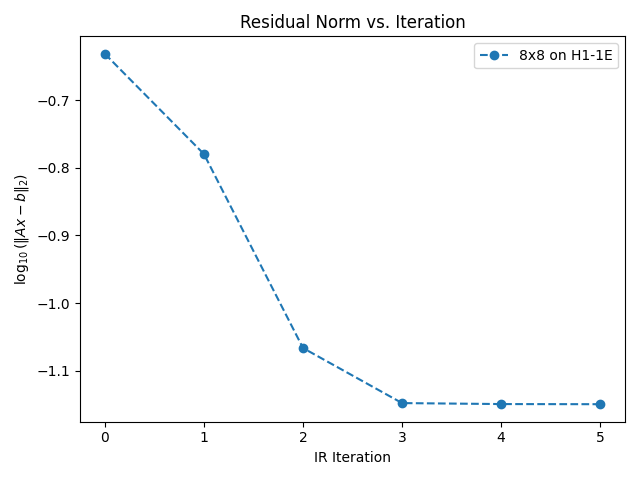 Residual Norm vs. Iteration
8x8 on H1-1E
log₁₀(‖Ax − b‖₂)
−0.7
−0.8
−0.9
−1.0
−1.1
0 1 2 3 4 5
IR Iteration